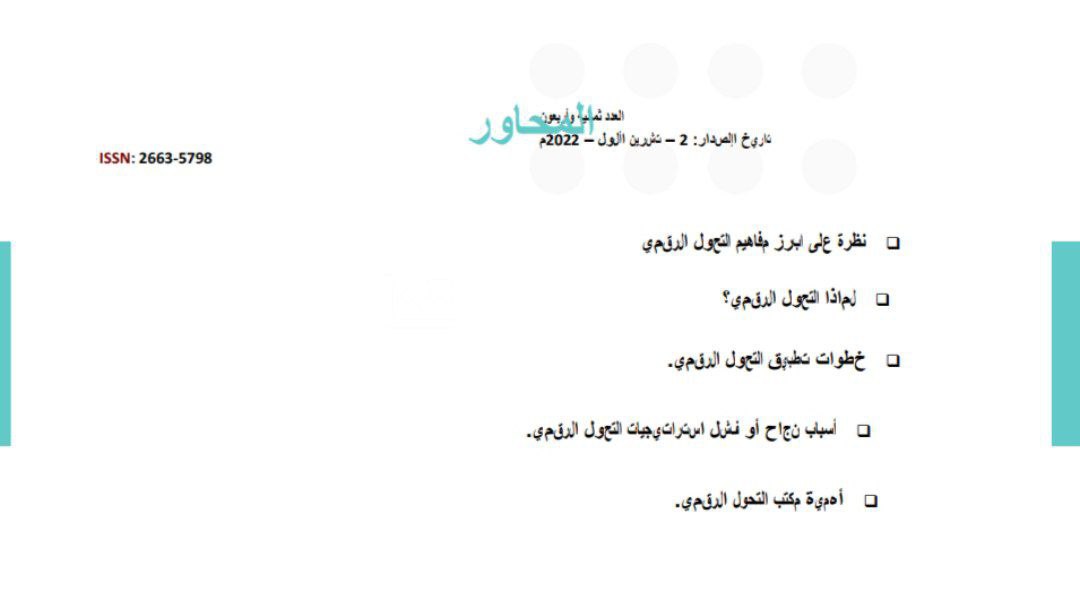 العدد ثمانية وأربعون
المحاور
تاريخ الإصدار: 2 – تشرين الأول – 2022م
ISSN: 2663-5798
نظرة على ابرز مفاهيم التحول الرقمي
لماذا التحول الرقمي؟
خطوات تطبيق التحول الرقمي.
أسباب نجاح أو فشل استراتيجيات التحول الرقمي.
أهمية مكتب التحول الرقمي.